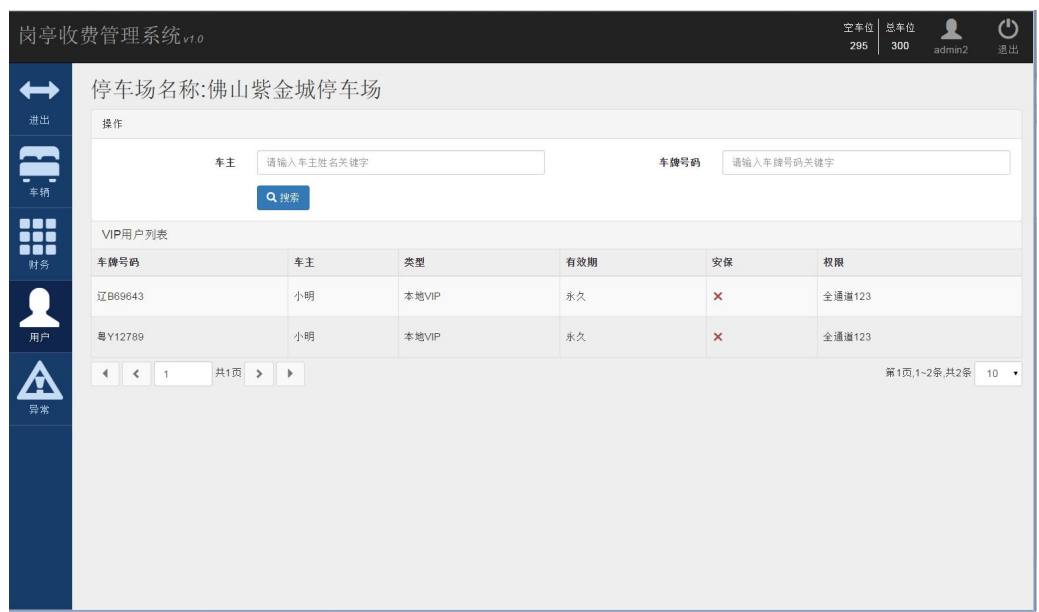 岗亭收费管理系统v1.0
空车位 总车位
295 300 admin2 退出
进出
停车场名称:佛山紫金城停车场
操作
车主 请输入车主姓名关键字 车牌号码 请输入车牌号码关键字
车辆
搜索
VIP用户列表
财务
车牌号码 车主 类型 有效期 安保 权限
辽B69643 小明 本地VIP 永久 全通道123
用户
粤Y12789 小明 本地VIP 永久 全通道123
1 共1页 第1页,1~2条,共2条 10
异常